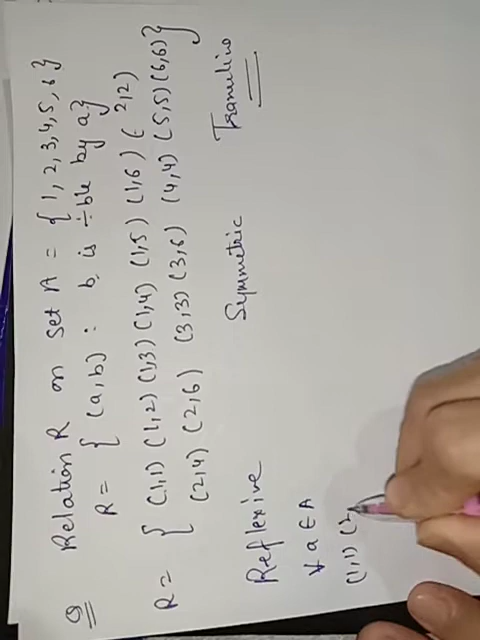 Q Relation R on set A = { 1, 2, 3, 4, 5, 6 }
R = { (a,b) : b is ÷ble by a }
R = { (1,1) (1,2) (1,3) (1,4) (1,5) (1,6) ( 2,2)
(2,4) (2,6) (3,3) (3,6) (4,4) (5,5) (6,6) }
Reflexive Symmetric Transitive
∀ a ∈ A
(1,1) (2,